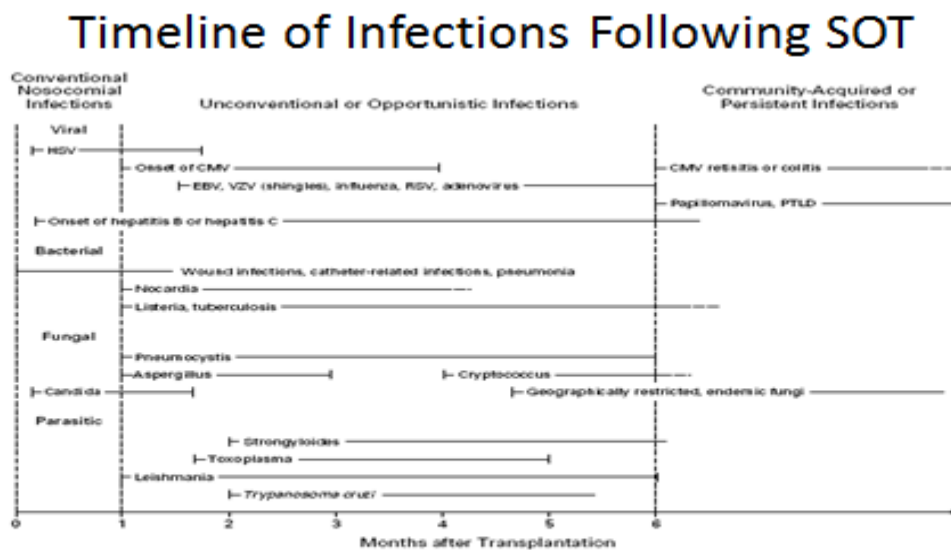 Timeline of Infections Following SOT
Conventional
Nosocomial
Infections
Unconventional or Opportunistic Infections
Community-Acquired or
Persistent Infections
Viral
HSV
Onset of CMV
CMV retinitis or colitis
EBV, VZV (shingles), influenza, RSV, adenovirus
Papillomavirus, PTLD
Onset of hepatitis B or hepatitis C
Bacterial
Wound infections, catheter-related infections, pneumonia
Nocardia
Listeria, tuberculosis
Fungal
Pneumocystis
Aspergillus
Cryptococcus
Candida
Geographically restricted, endemic fungi
Parasitic
Strongyloides
Toxoplasma
Leishmania
Trypanosoma cruzi
0 1 2 3 4 5 6
Months after Transplantation